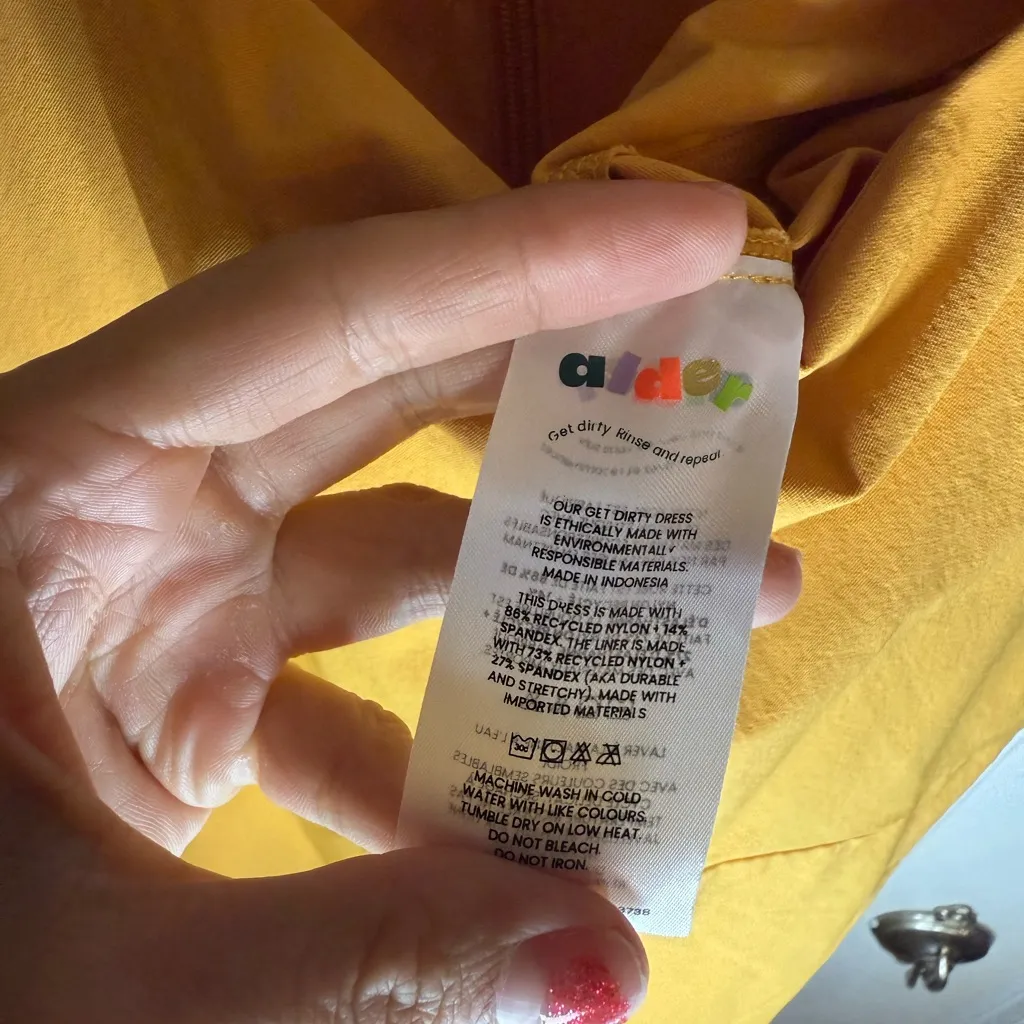 alder
Get dirty Rinse and repeat
OUR GET DIRTY DRESS
IS ETHICALLY MADE WITH
ENVIRONMENTALLY
RESPONSIBLE MATERIALS.
MADE IN INDONESIA
THIS DRESS IS MADE WITH
86% RECYCLED NYLON + 14%
SPANDEX. THE LINER IS MADE
WITH 73% RECYCLED NYLON +
27% SPANDEX (AKA DURABLE
AND STRETCHY). MADE WITH
IMPORTED MATERIALS
30c
MACHINE WASH IN COLD
WATER WITH LIKE COLOURS.
TUMBLE DRY ON LOW HEAT.
DO NOT BLEACH.
DO NOT IRON.